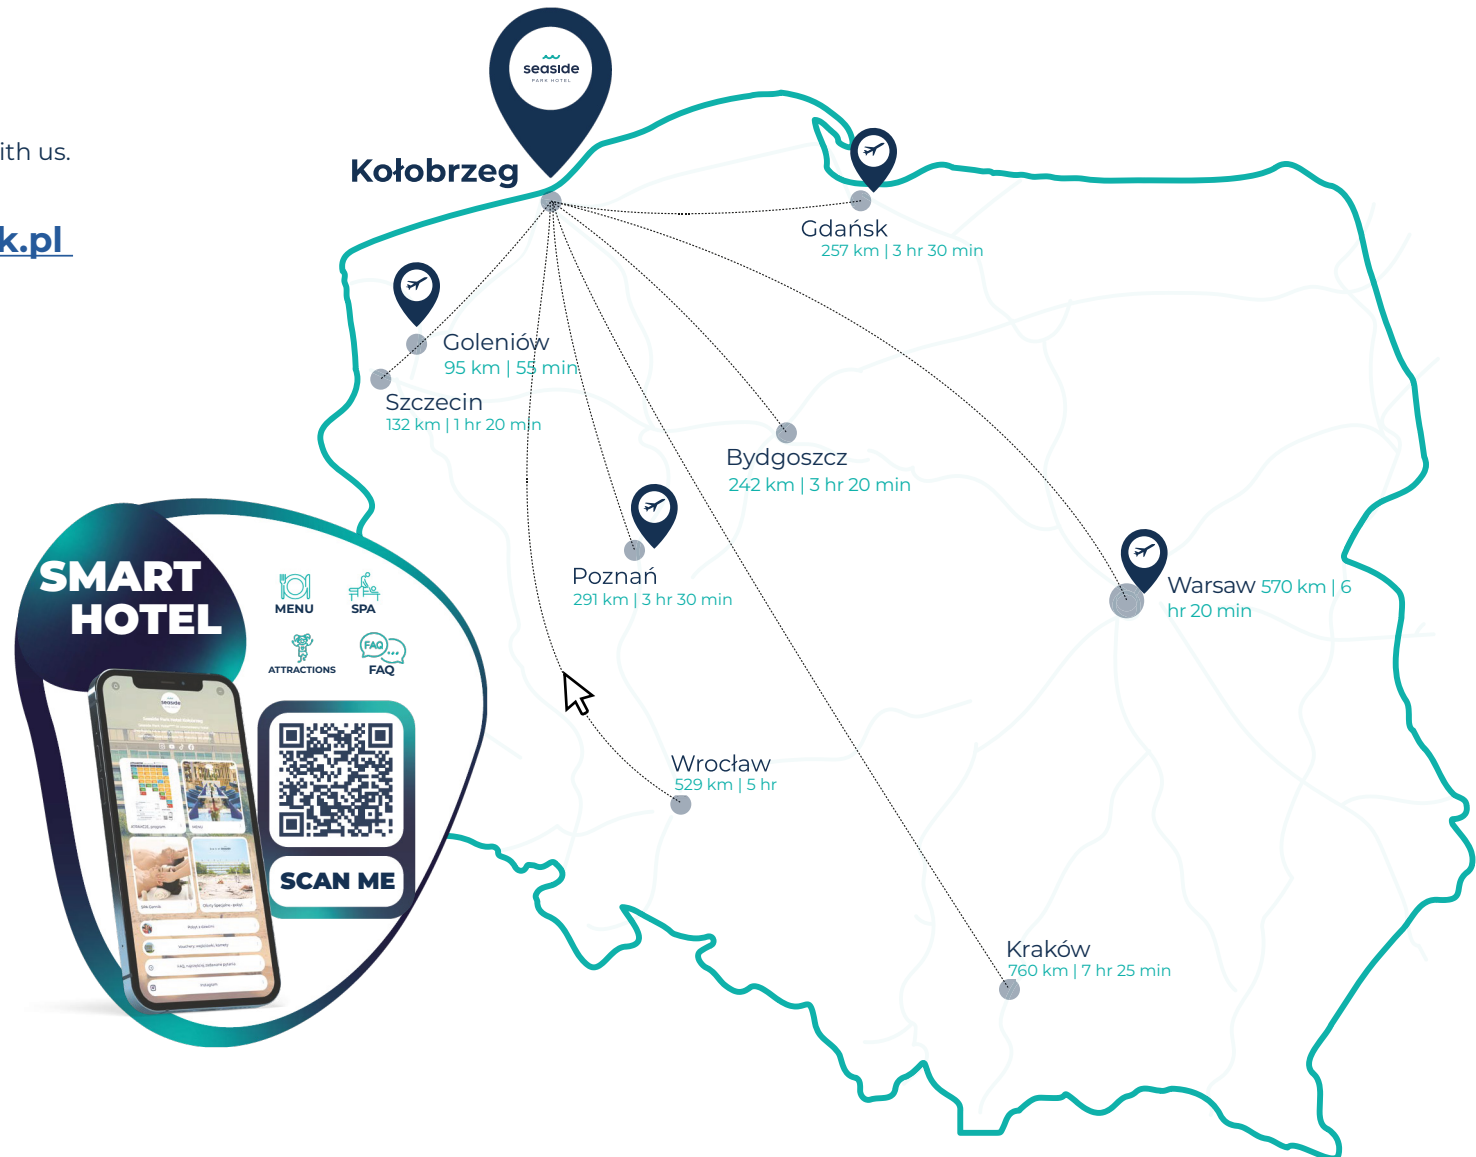 seaside
PARK HOTEL
ith us.
Kołobrzeg
k.pl
Gdańsk
257 km | 3 hr 30 min
Goleniów
95 km | 55 min
Szczecin
132 km | 1 hr 20 min
Bydgoszcz
242 km | 3 hr 20 min
Poznań
291 km | 3 hr 30 min
Warsaw 570 km | 6
hr 20 min
SMART
HOTEL
MENU
SPA
ATTRACTIONS
FAQ
FAQ
seaside
Wrocław
529 km | 5 hr
SCAN ME
Instagram
Kraków
760 km | 7 hr 25 min